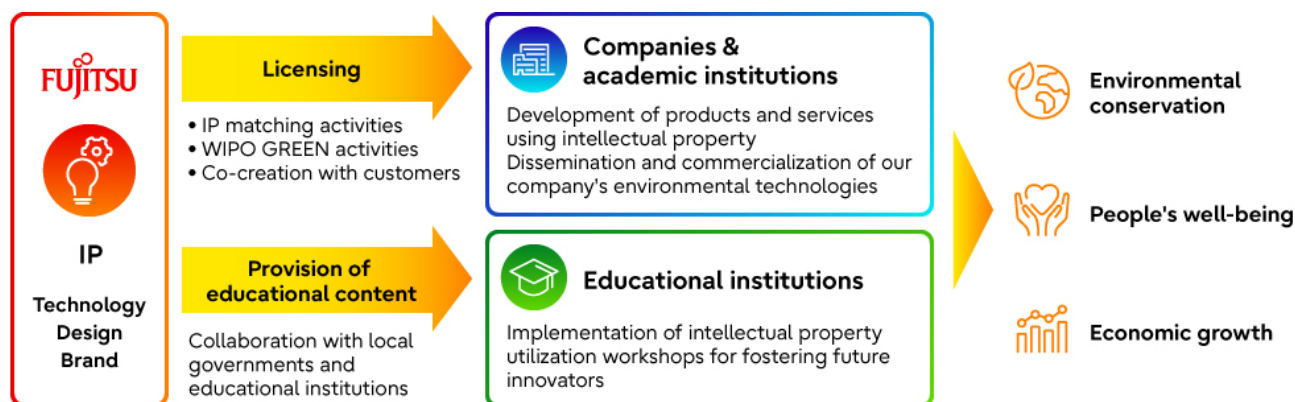 FUJITSU
IP
Technology
Design
Brand
Licensing
• IP matching activities
• WIPO GREEN activities
• Co-creation with customers
Provision of
educational content
Collaboration with local
governments and
educational institutions
Companies &
academic institutions
Development of products and services
using intellectual property
Dissemination and commercialization of our
company's environmental technologies
Educational institutions
Implementation of intellectual property
utilization workshops for fostering future
innovators
Environmental
conservation
People's well-being
Economic growth